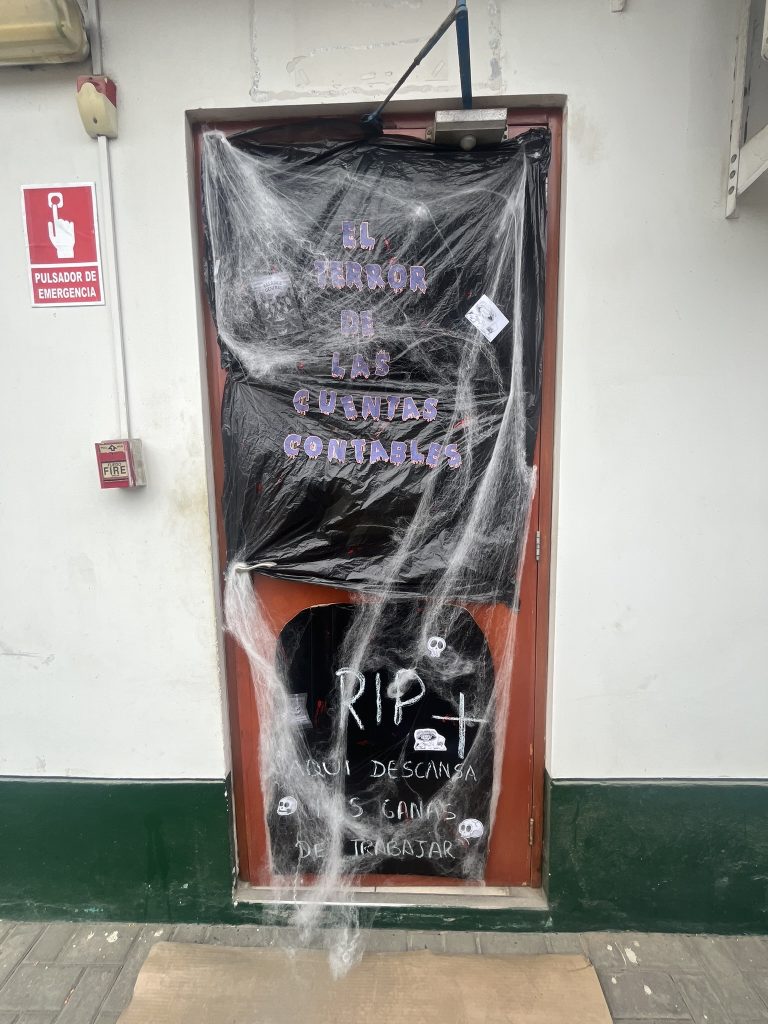 PULSADOR DE
EMERGENCIA
FIRE
EL
TERROR
DE
LAS
CUENTAS
CONTABLES
RIP
AQUI DESCANSA
GANAS
DE TRABAJAR